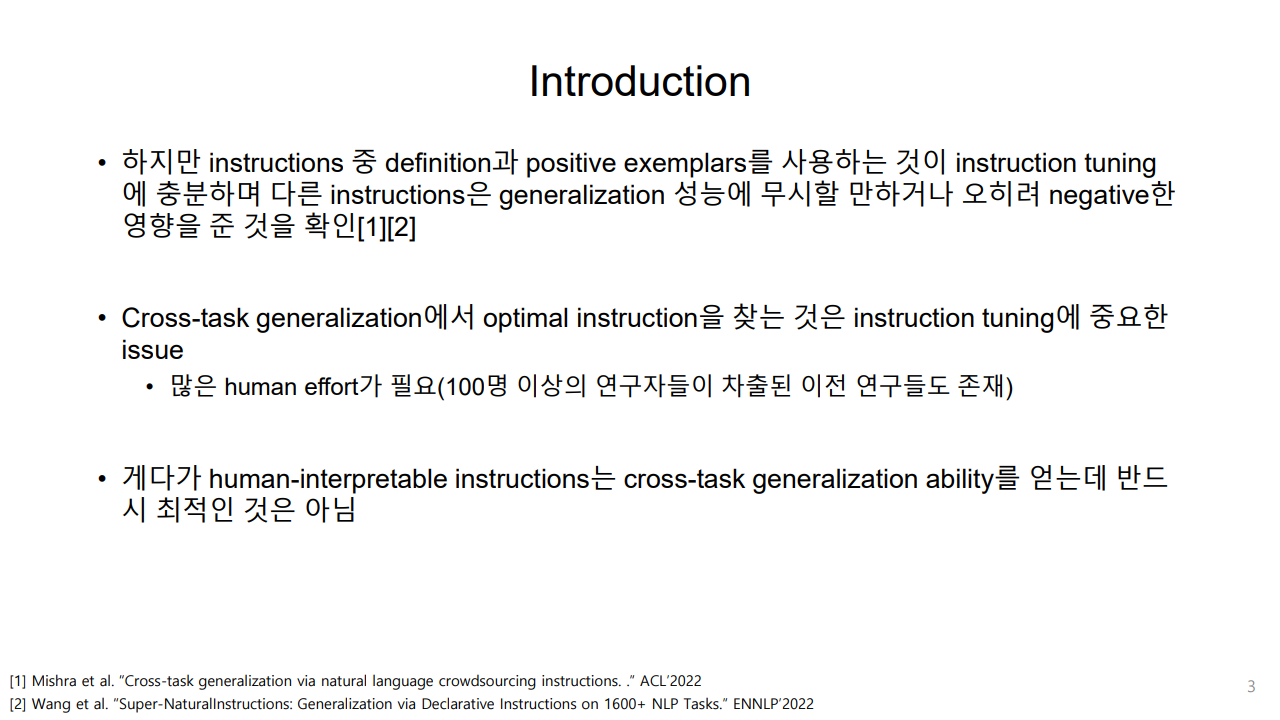 Introduction
• 하지만 instructions 중 definition과 positive exemplars를 사용하는 것이 instruction tuning
에 충분하며 다른 instructions은 generalization 성능에 무시할 만하거나 오히려 negative한
영향을 준 것을 확인[1][2]
• Cross-task generalization에서 optimal instruction을 찾는 것은 instruction tuning에 중요한
issue
• 많은 human effort가 필요(100명 이상의 연구자들이 차출된 이전 연구들도 존재)
• 게다가 human-interpretable instructions는 cross-task generalization ability를 얻는데 반드
시 최적인 것은 아님
[1] Mishra et al. “Cross-task generalization via natural language crowdsourcing instructions. .” ACL’2022
[2] Wang et al. “Super-NaturalInstructions: Generalization via Declarative Instructions on 1600+ NLP Tasks.” ENNLP’2022
3